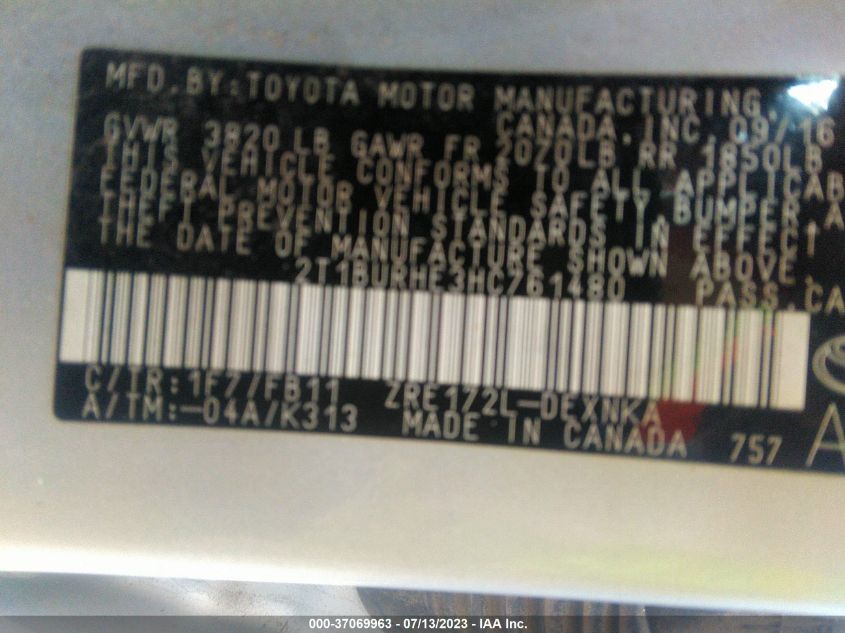 MFD.BY:TOYOTA MOTOR MANUFACTURING,
CANADA,INC. 09/16
GVWR 3820 LB GAWR FR 2070LB RR 1850LB
THIS VEHICLE CONFORMS TO ALL APPLICAB
FEDERAL MOTOR VEHICLE SAFETY,BUMPER,A
THEFT PREVENTION STANDARDS IN EFFECT
THE DATE OF MANUFACTURE SHOWN ABOVE.
2T1BURHE3HC761480 PASS.CA
C/TR:1F7/FB11 ZRE172L-DEXNKA
A/TM:-04A/K313 MADE IN CANADA 757 A
000-37069963 - 07/13/2023 - IAA Inc.